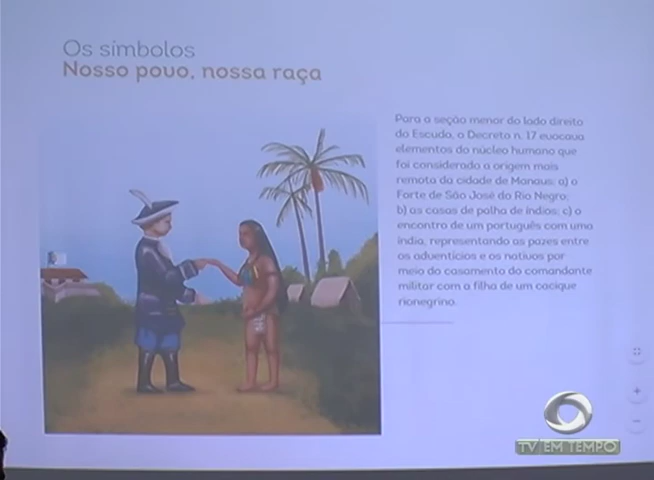 Os símbolos
Nosso povo, nossa raça
Para a seção menor do lado direito
do Escudo, o Decreto n. 17 evocava
elementos do núcleo humano que
foi considerado a origem mais
remota da cidade de Manaus: a) o
Forte de São José do Rio Negro;
b) as casas de palha de índios; c) o
encontro de um português com uma
índia, representando as pazes entre
os adventícios e os nativos por
meio do casamento do comandante
militar com a filha de um cacique
rionegrino.
TV EM TEMPO